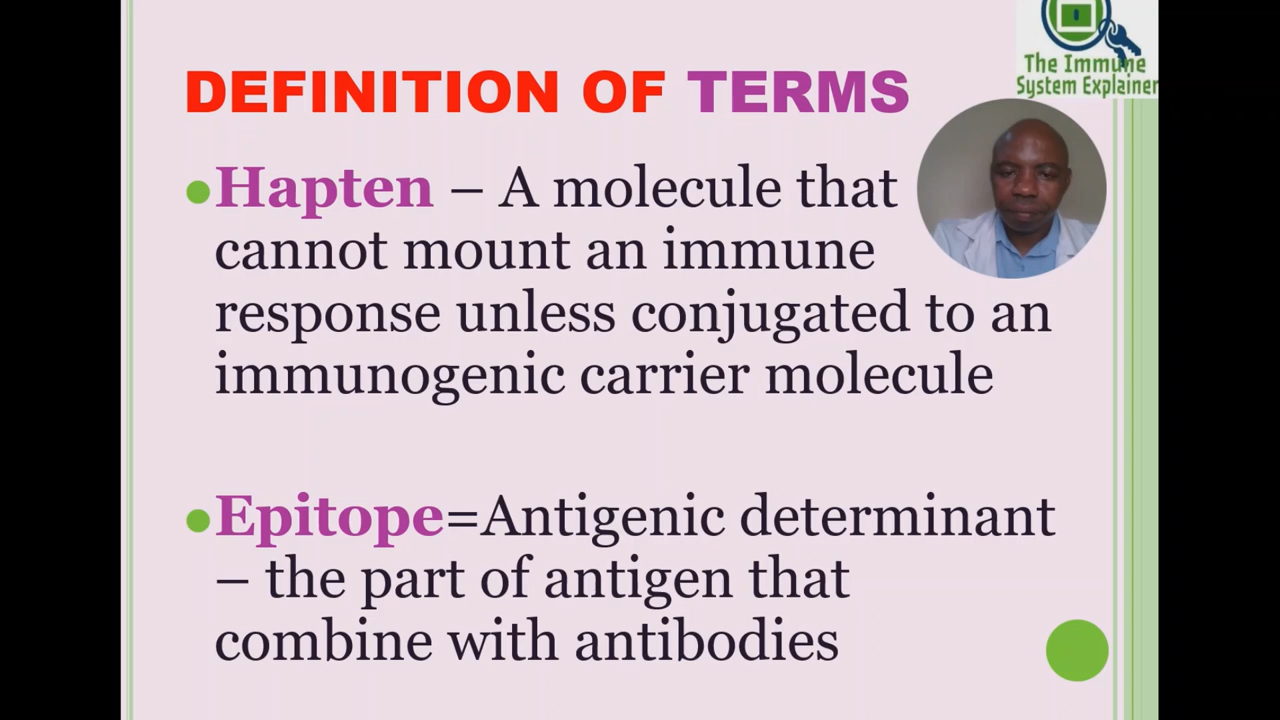 The Immune
System Explainer
DEFINITION OF TERMS
Hapten – A molecule that
cannot mount an immune
response unless conjugated to an
immunogenic carrier molecule
Epitope=Antigenic determinant
– the part of antigen that
combine with antibodies